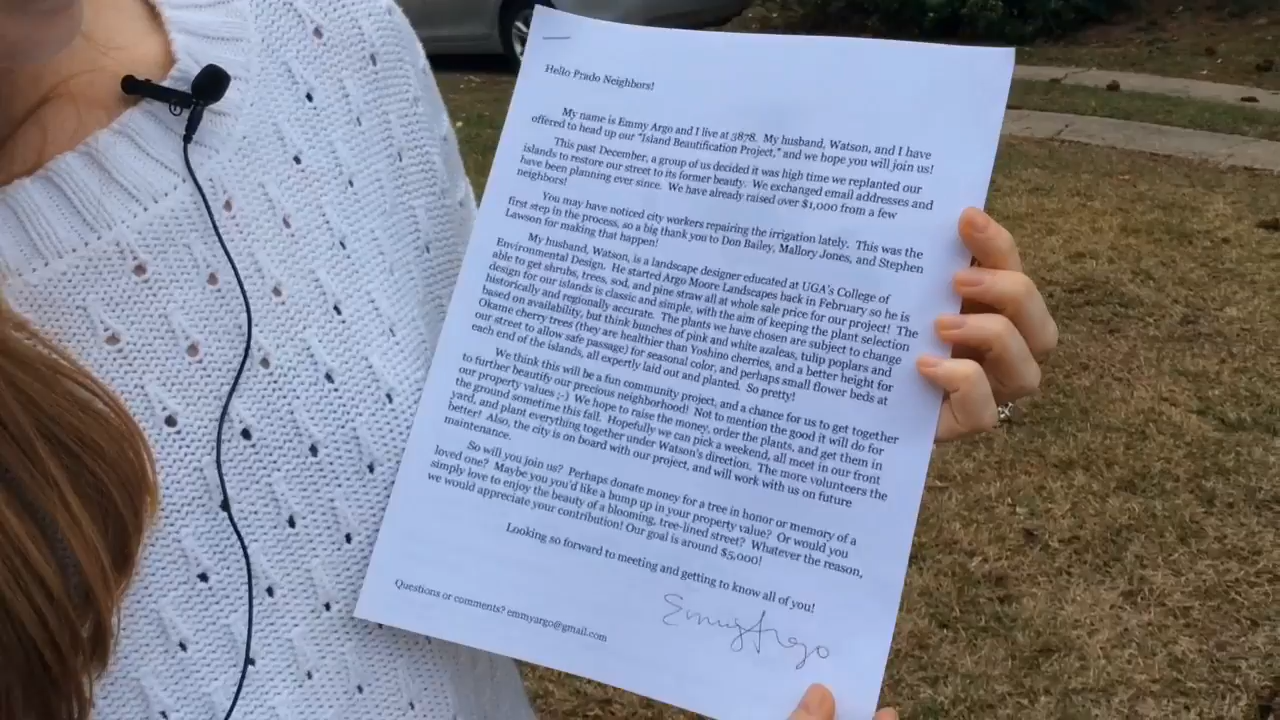 Hello Prado Neighbors!
My name is Emmy Argo and I live at 3878. My husband, Watson, and I have
offered to head up our "Island Beautification Project," and we hope you will join us!
This past December, a group of us decided it was high time we replanted our
islands to restore our street to its former beauty. We exchanged email addresses and
have been planning ever since. We have already raised over $1,000 from a few
neighbors!
You may have noticed city workers repairing the irrigation lately. This was the
first step in the process, so a big thank you to Don Bailey, Mallory Jones, and Stephen
Lawson for making that happen!
My husband, Watson, is a landscape designer educated at UGA's College of
Environmental Design. He started Argo Moore Landscapes back in February so he is
able to get shrubs, trees, sod, and pine straw all at whole sale price for our project! The
design for our islands is classic and simple, with the aim of keeping the plant selection
historically and regionally accurate. The plants we have chosen are subject to change
based on availability, but think bunches of pink and white azaleas, tulip poplars and
Okame cherry trees (they are healthier than Yoshino cherries, and a better height for
our street to allow safe passage) for seasonal color, and perhaps small flower beds at
each end of the islands, all expertly laid out and planted. So pretty!
We think this will be a fun community project, and a chance for us to get together
to further beautify our precious neighborhood! Not to mention the good it will do for
our property values ;-) We hope to raise the money, order the plants, and get them in
the ground sometime this fall. Hopefully we can pick a weekend, all meet in our front
yard, and plant everything together under Watson's direction. The more volunteers the
better! Also, the city is on board with our project, and will work with us on future
maintenance.
So will you join us? Perhaps donate money for a tree in honor or memory of a
loved one? Maybe you you'd like a bump up in your property value? Or would you
simply love to enjoy the beauty of a blooming, tree-lined street? Whatever the reason,
we would appreciate your contribution! Our goal is around $5,000!
Looking so forward to meeting and getting to know all of you!
Emmy Argo
Questions or comments? emmyargo@gmail.com